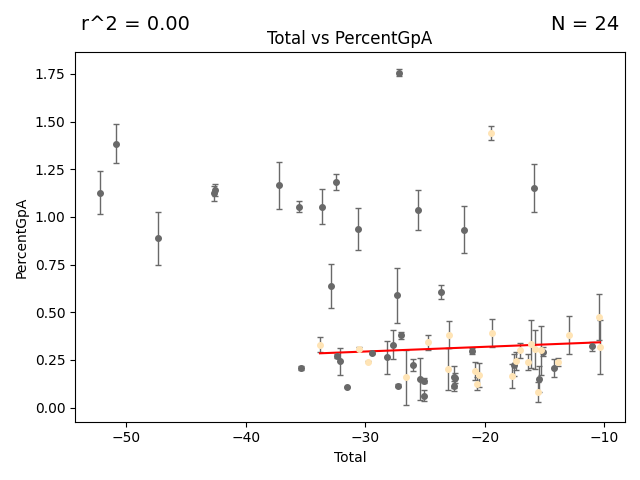 r^2 = 0.00
N = 24
Total vs PercentGpA
PercentGpA
1.75
1.50
1.25
1.00
0.75
0.50
0.25
0.00
−50
−40
−30
−20
−10
Total